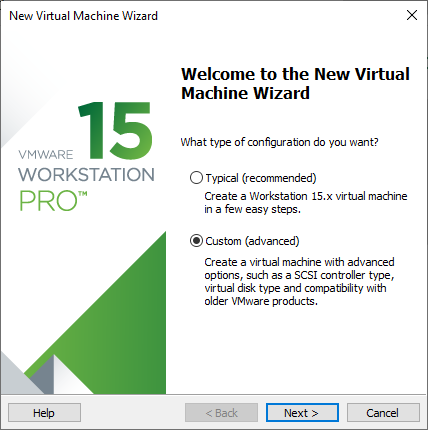 New Virtual Machine Wizard
15
VMWARE
WORKSTATION
PRO™
Welcome to the New Virtual
Machine Wizard
What type of configuration do you want?
Typical (recommended)
Create a Workstation 15.x virtual machine
in a few easy steps.
Custom (advanced)
Create a virtual machine with advanced
options, such as a SCSI controller type,
virtual disk type and compatibility with
older VMware products.
Help
< Back
Next >
Cancel